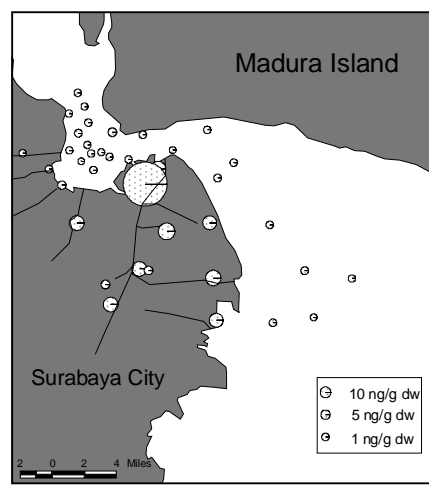 Madura Island
Surabaya City
10 ng/g dw
5 ng/g dw
1 ng/g dw
2 0 2 4 Miles